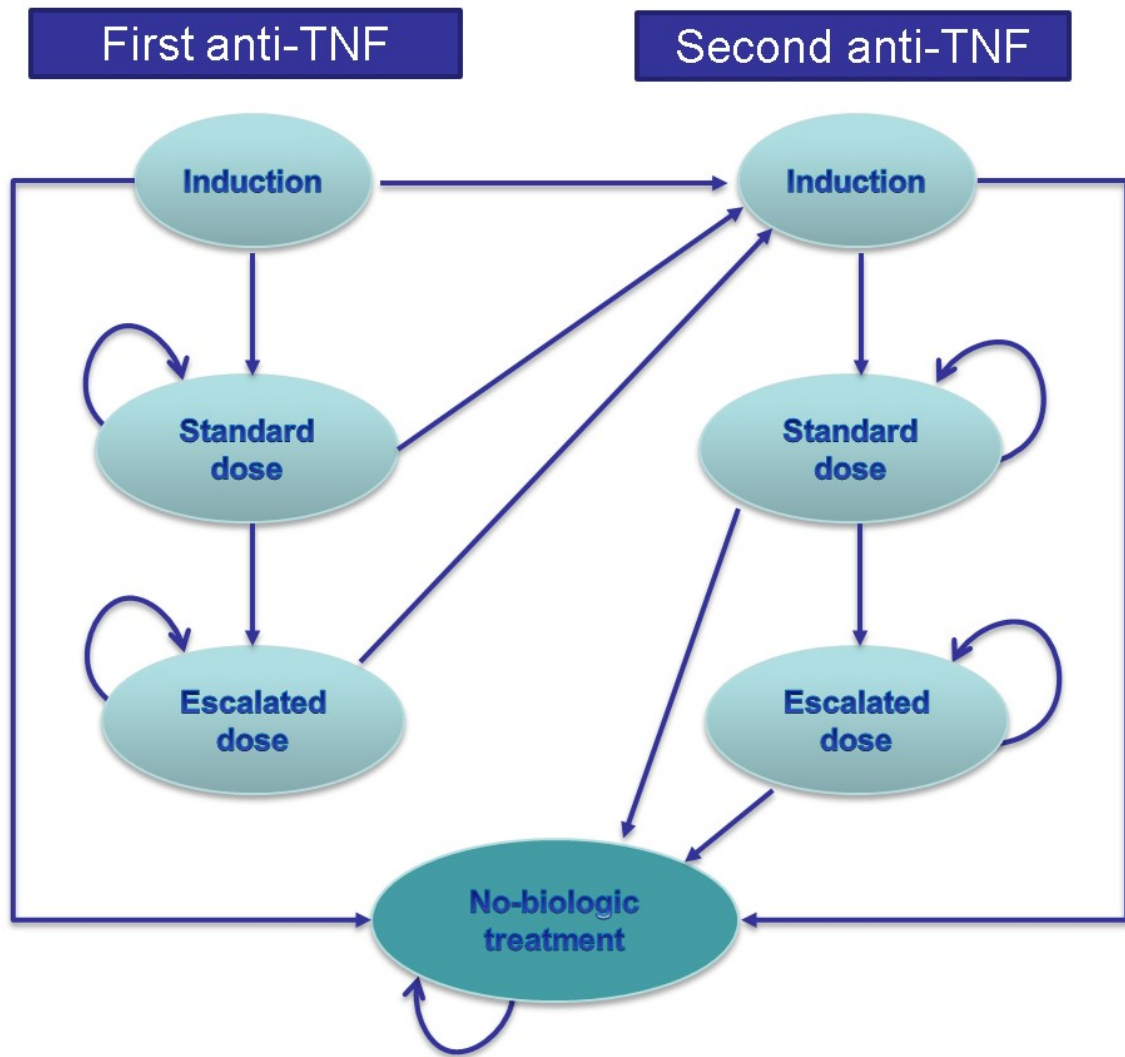 First anti-TNF
Second anti-TNF
Induction
Induction
Standard
dose
Standard
dose
Escalated
dose
Escalated
dose
No-biologic
treatment